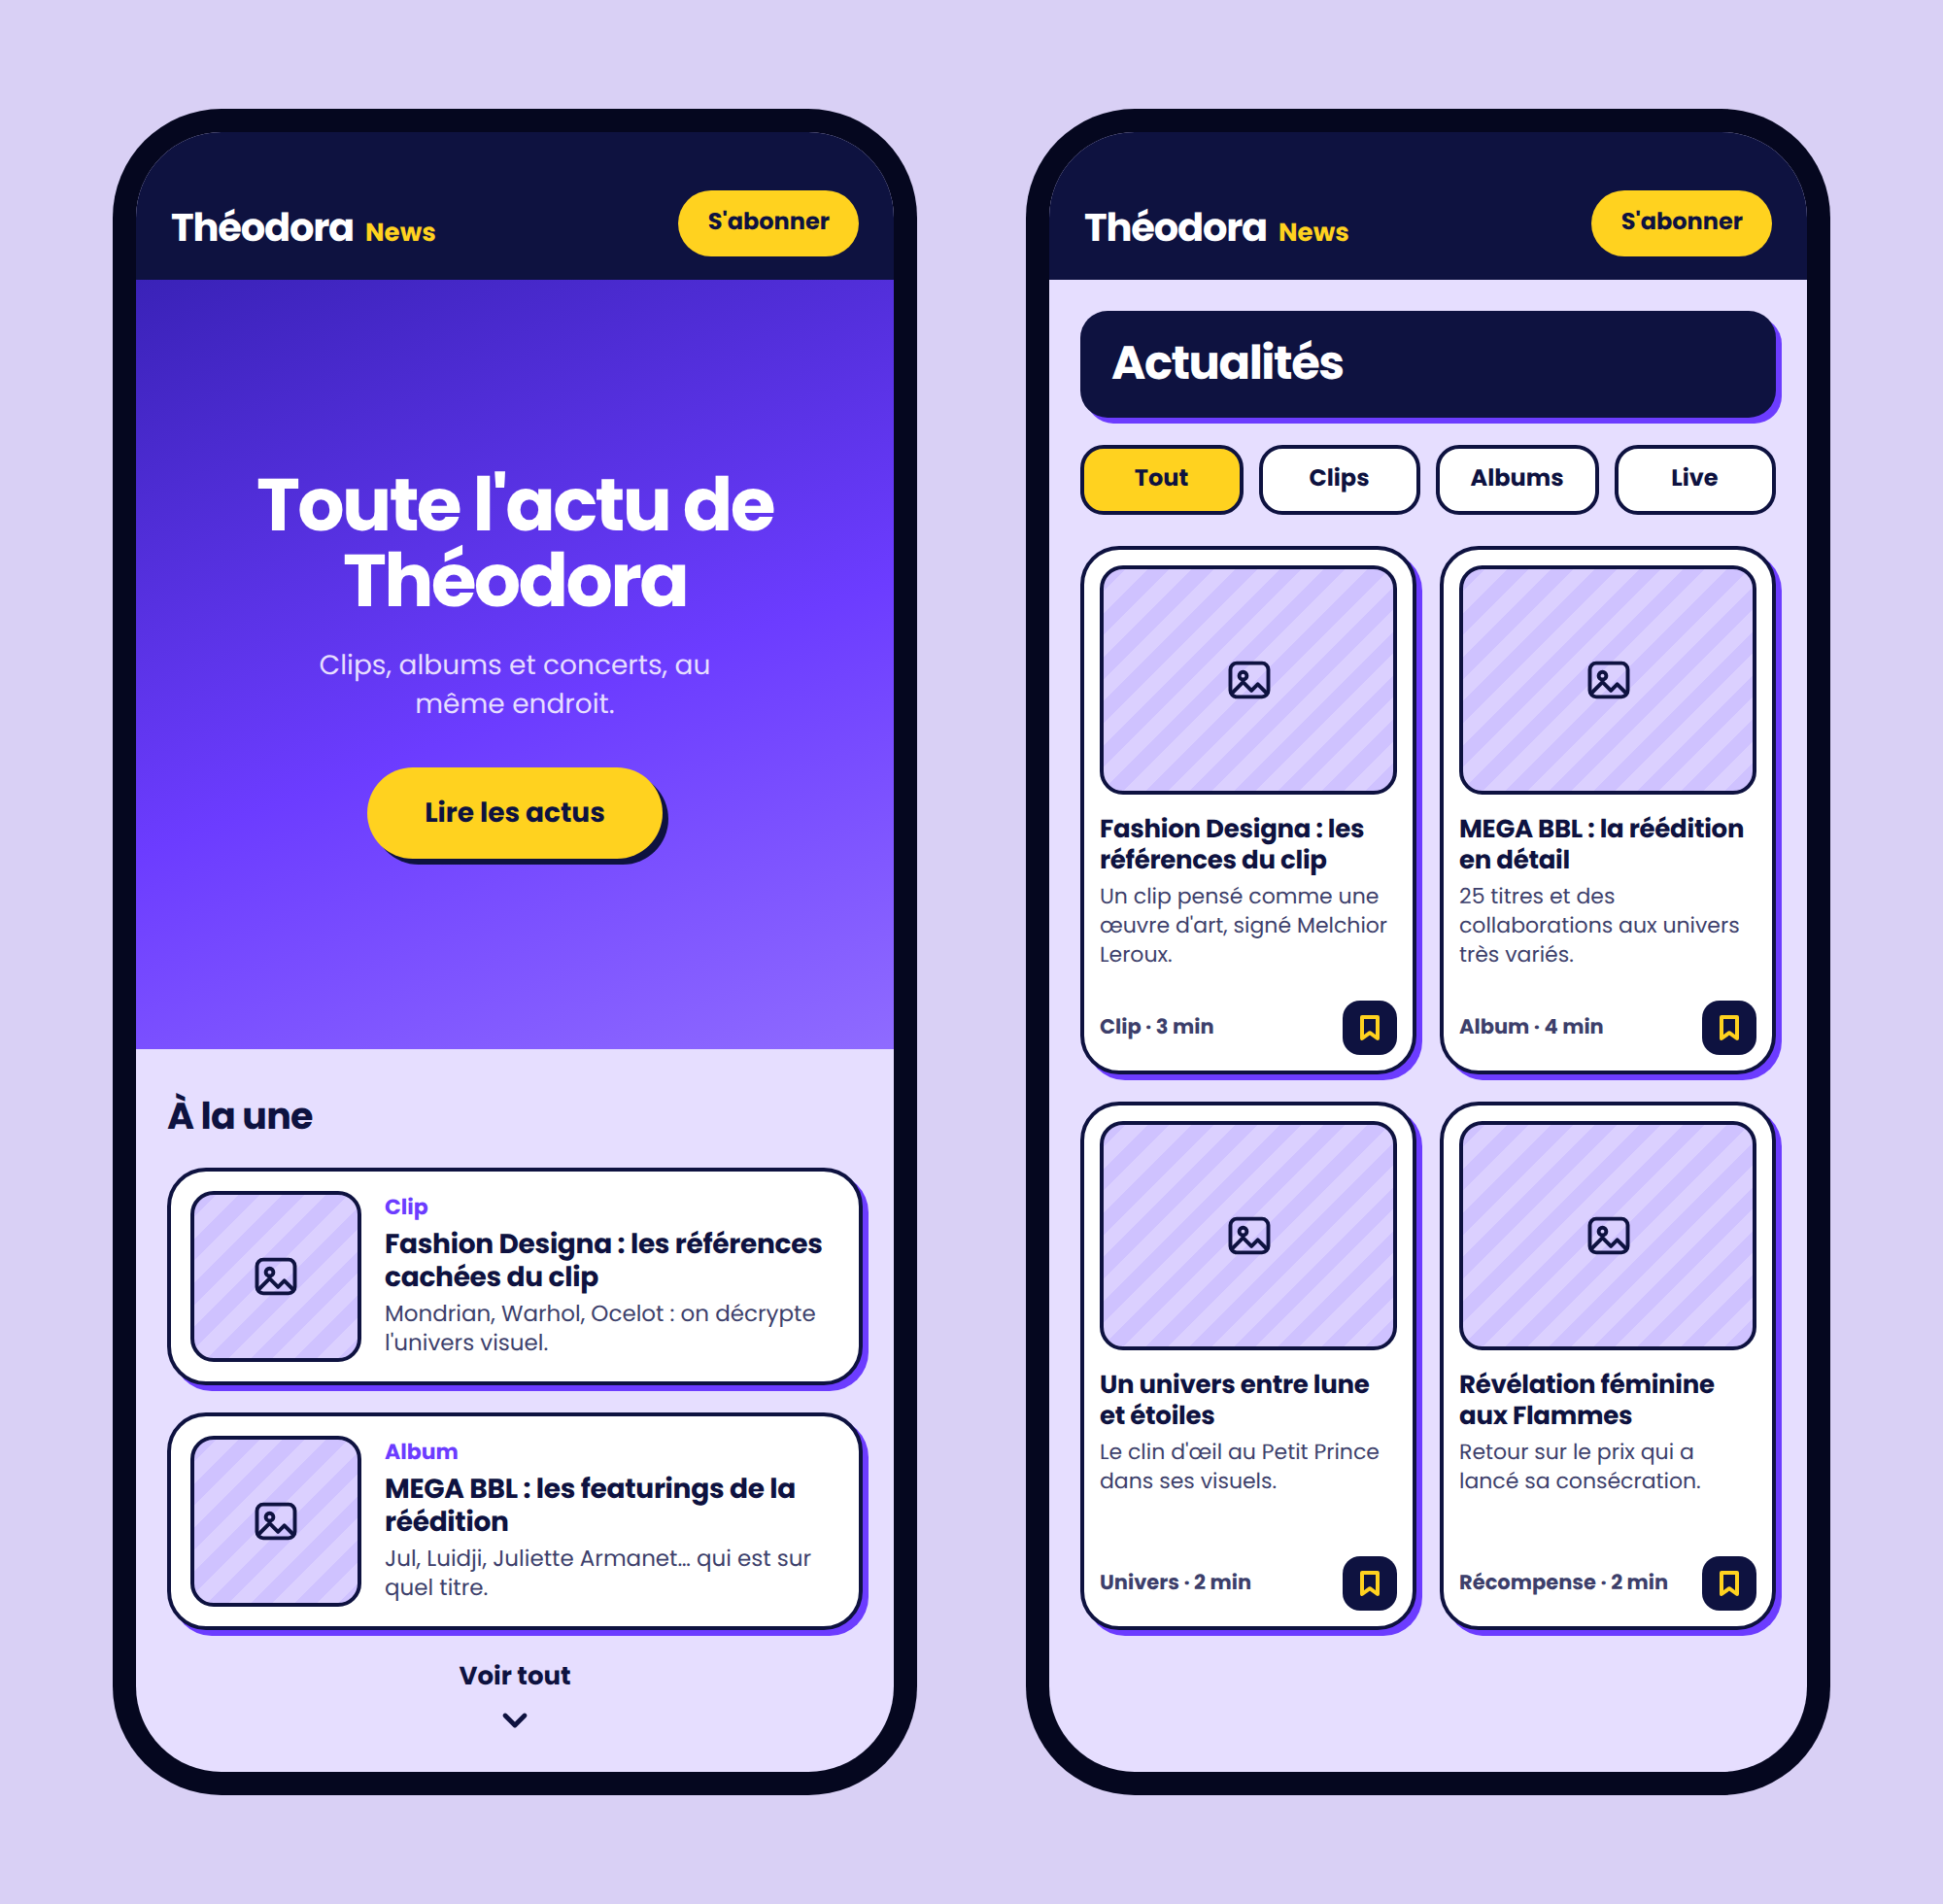 Théodora News
S'abonner
Toute l'actu de
Théodora
Clips, albums et concerts, au
même endroit.
Lire les actus
À la une
Clip
Fashion Designa : les références
cachées du clip
Mondrian, Warhol, Ocelot : on décrypte
l'univers visuel.
Album
MEGA BBL : les featurings de la
réédition
Jul, Luidji, Juliette Armanet... qui est sur
quel titre.
Voir tout
Théodora News
S'abonner
Actualités
Tout
Clips
Albums
Live
Fashion Designa : les
références du clip
Un clip pensé comme une
œuvre d'art, signé Melchior
Leroux.
Clip · 3 min
MEGA BBL : la réédition
en détail
25 titres et des
collaborations aux univers
très variés.
Album · 4 min
Un univers entre lune
et étoiles
Le clin d'œil au Petit Prince
dans ses visuels.
Univers · 2 min
Révélation féminine
aux Flammes
Retour sur le prix qui a
lancé sa consécration.
Récompense · 2 min